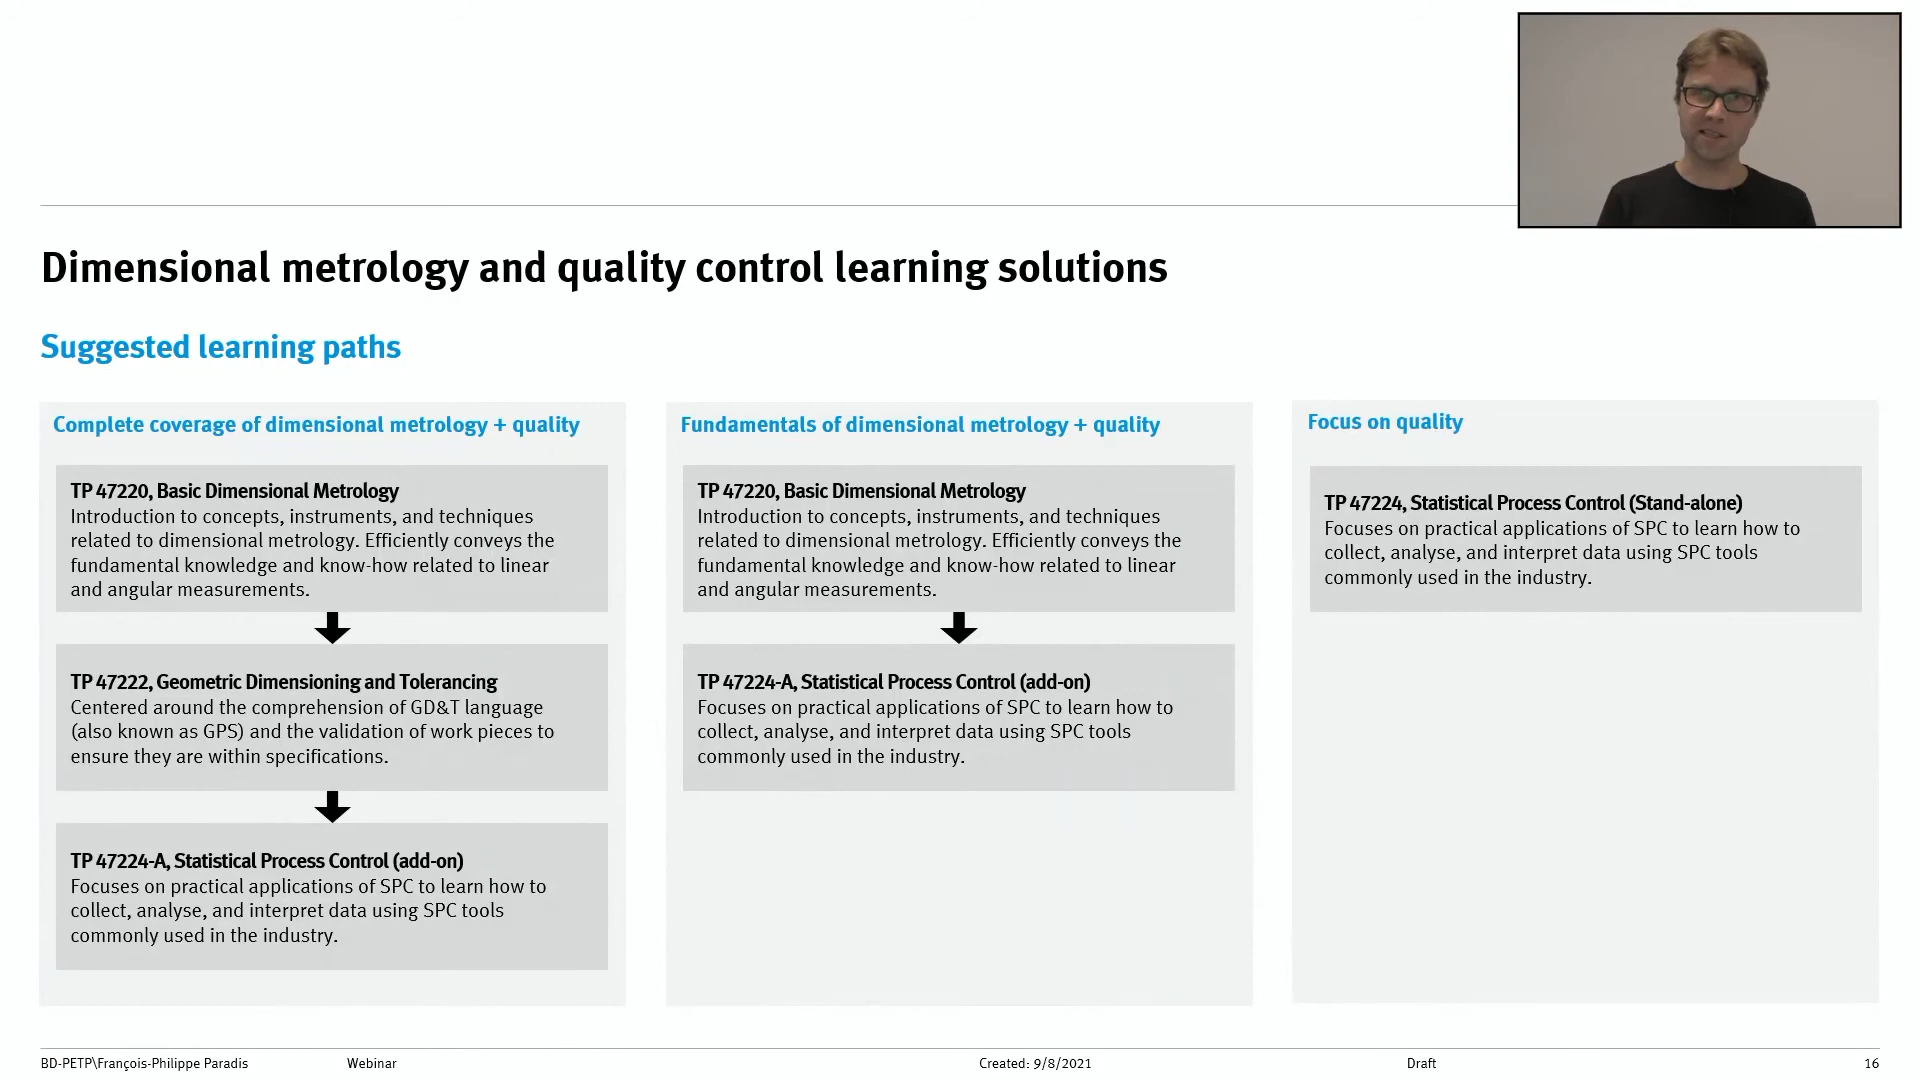 Dimensional metrology and quality control learning solutions
Suggested learning paths
Complete coverage of dimensional metrology + quality
TP 47220, Basic Dimensional Metrology
Introduction to concepts, instruments, and techniques
related to dimensional metrology. Efficiently conveys the
fundamental knowledge and know-how related to linear
and angular measurements.
TP 47222, Geometric Dimensioning and Tolerancing
Centered around the comprehension of GD&T language
(also known as GPS) and the validation of work pieces to
ensure they are within specifications.
TP 47224-A, Statistical Process Control (add-on)
Focuses on practical applications of SPC to learn how to
collect, analyse, and interpret data using SPC tools
commonly used in the industry.
Fundamentals of dimensional metrology + quality
TP 47220, Basic Dimensional Metrology
Introduction to concepts, instruments, and techniques
related to dimensional metrology. Efficiently conveys the
fundamental knowledge and know-how related to linear
and angular measurements.
TP 47224-A, Statistical Process Control (add-on)
Focuses on practical applications of SPC to learn how to
collect, analyse, and interpret data using SPC tools
commonly used in the industry.
Focus on quality
TP 47224, Statistical Process Control (Stand-alone)
Focuses on practical applications of SPC to learn how to
collect, analyse, and interpret data using SPC tools
commonly used in the industry.
BD-PETP\François-Philippe Paradis Webinar Created: 9/8/2021 Draft 16